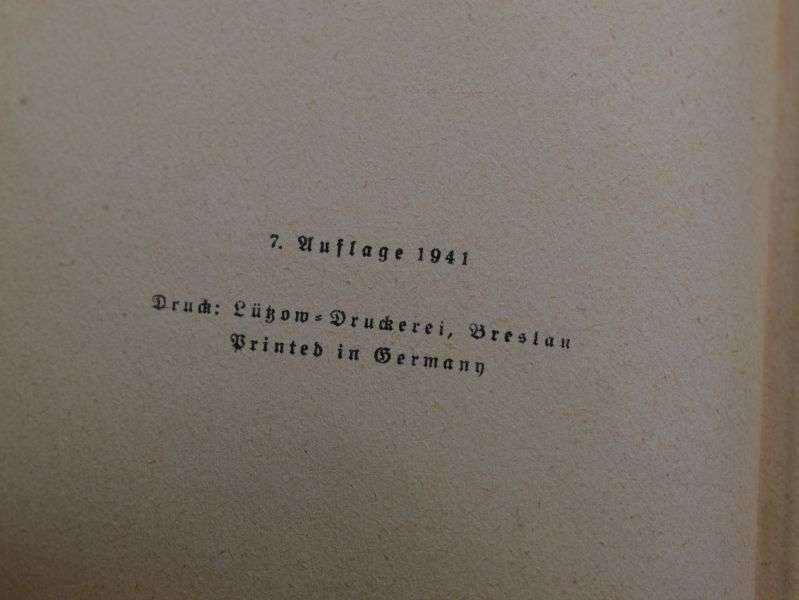 7. Auflage 1941
Druck: Lützow-Druckerei, Breslau
Printed in Germany